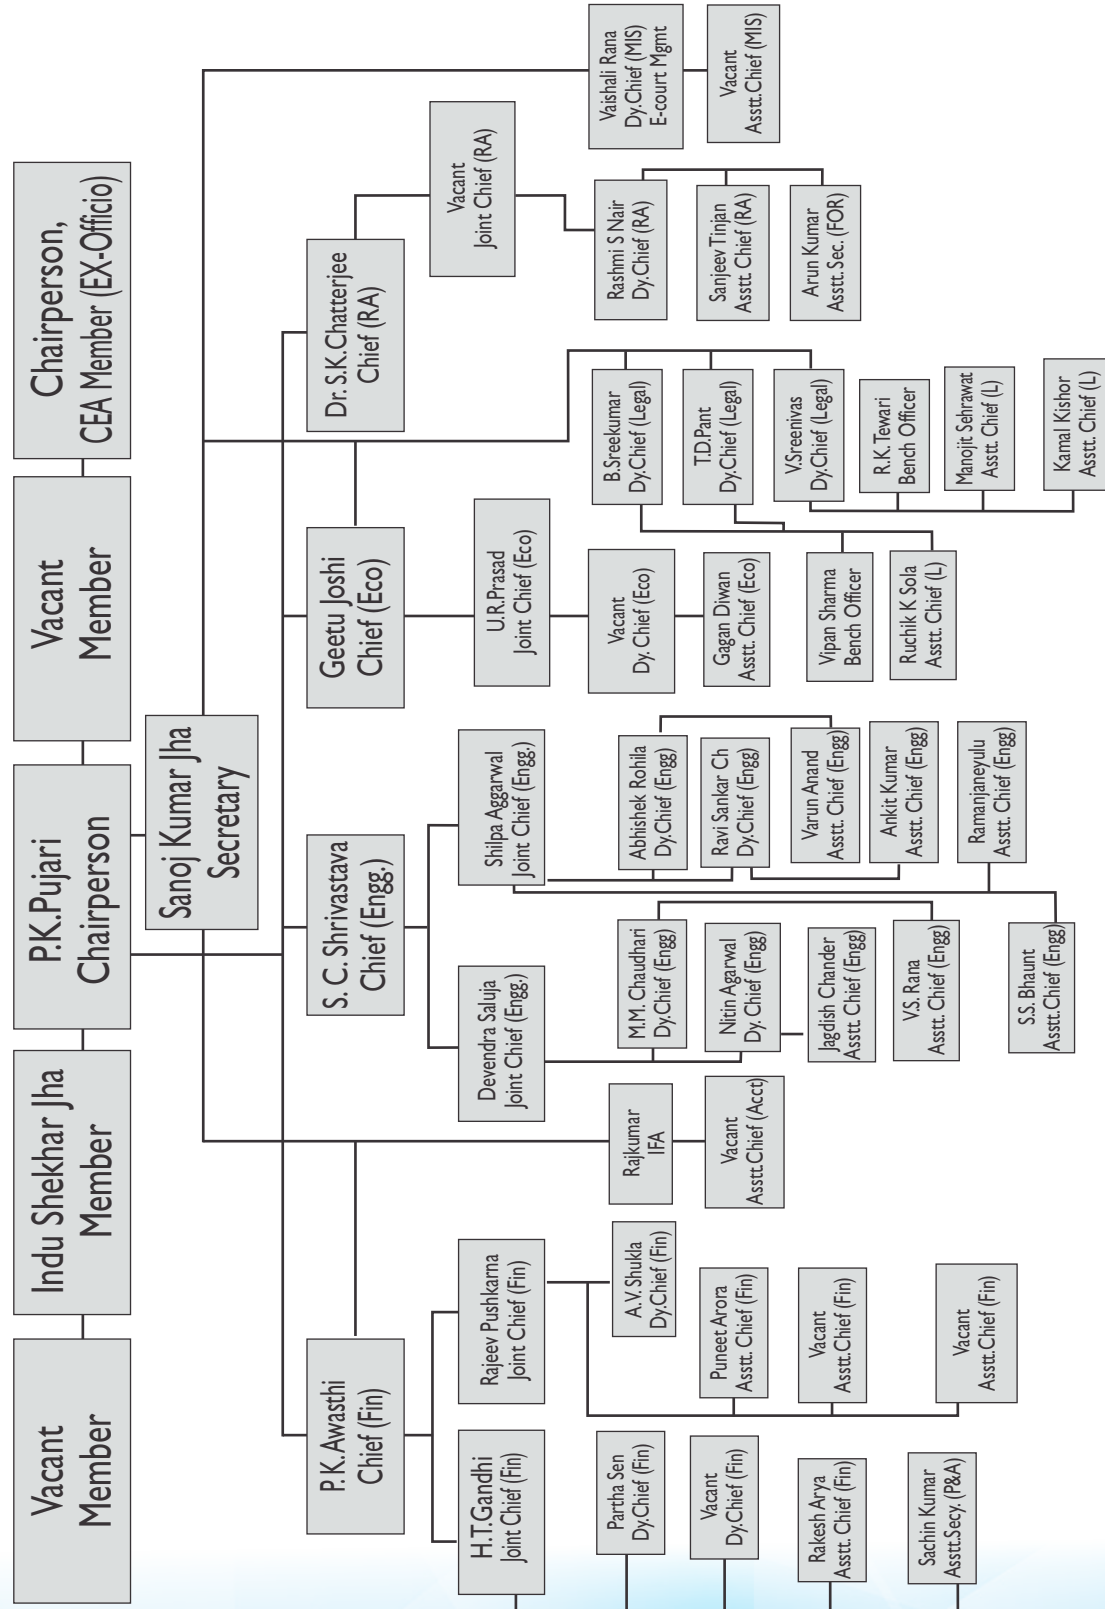 Vacant
Member
Indu Shekhar Jha
Member
P.K.Pujari
Chairperson
Vacant
Member
Chairperson,
CEA Member (EX-Officio)
Sanoj Kumar Jha
Secretary
P.K.Awasthi
Chief (Fin)
S. C. Shrivastava
Chief (Engg.)
Geetu Joshi
Chief (Eco)
Dr. S.K.Chatterjee
Chief (RA)
H.T.Gandhi
Joint Chief (Fin)
Rajeev Pushkarna
Joint Chief (Fin)
Devendra Saluja
Joint Chief (Engg.)
Shilpa Aggarwal
Joint Chief (Engg.)
U.R.Prasad
Joint Chief (Eco)
Vacant
Joint Chief (RA)
Partha Sen
Dy.Chief (Fin)
Vacant
Dy.Chief (Fin)
Rakesh Arya
Asstt. Chief (Fin)
Sachin Kumar
Asstt.Secy. (P&A)
A.V. Shukla
Dy.Chief (Fin)
Puneet Arora
Asstt. Chief (Fin)
Vacant
Asstt.Chief (Fin)
Vacant
Asstt.Chief (Fin)
Rajkumar
IFA
Vacant
Asstt.Chief (Acct)
M.M. Chaudhari
Dy.Chief (Engg)
Nitin Agarwal
Dy. Chief (Engg)
Jagdish Chander
Asstt. Chief (Engg)
V.S. Rana
Asstt. Chief (Engg)
S.S. Bhaunt
Asstt.Chief (Engg)
Abhishek Rohila
Dy.Chief (Engg)
Ravi Sankar Ch
Dy.Chief (Engg)
Varun Anand
Asstt. Chief (Engg)
Ankit Kumar
Asstt. Chief (Engg)
Ramanjaneyulu
Asstt. Chief (Engg)
Vacant
Dy. Chief (Eco)
Gagan Diwan
Asstt. Chief (Eco)
Vipan Sharma
Bench Officer
Ruchik K Sola
Asstt. Chief (L)
B.Sreekumar
Dy.Chief (Legal)
T.D.Pant
Dy.Chief (Legal)
V.Sreenivas
Dy.Chief (Legal)
R.K.Tewari
Bench Officer
Manojit Sehrawat
Asstt. Chief (L)
Kamal Kishor
Asstt. Chief (L)
Rashmi S Nair
Dy.Chief (RA)
Sanjeev Tinjan
Asstt. Chief (RA)
Arun Kumar
Asstt. Sec. (FOR)
Vaishali Rana
Dy.Chief (MIS)
E-court Mgmt
Vacant
Asstt.Chief (MIS)